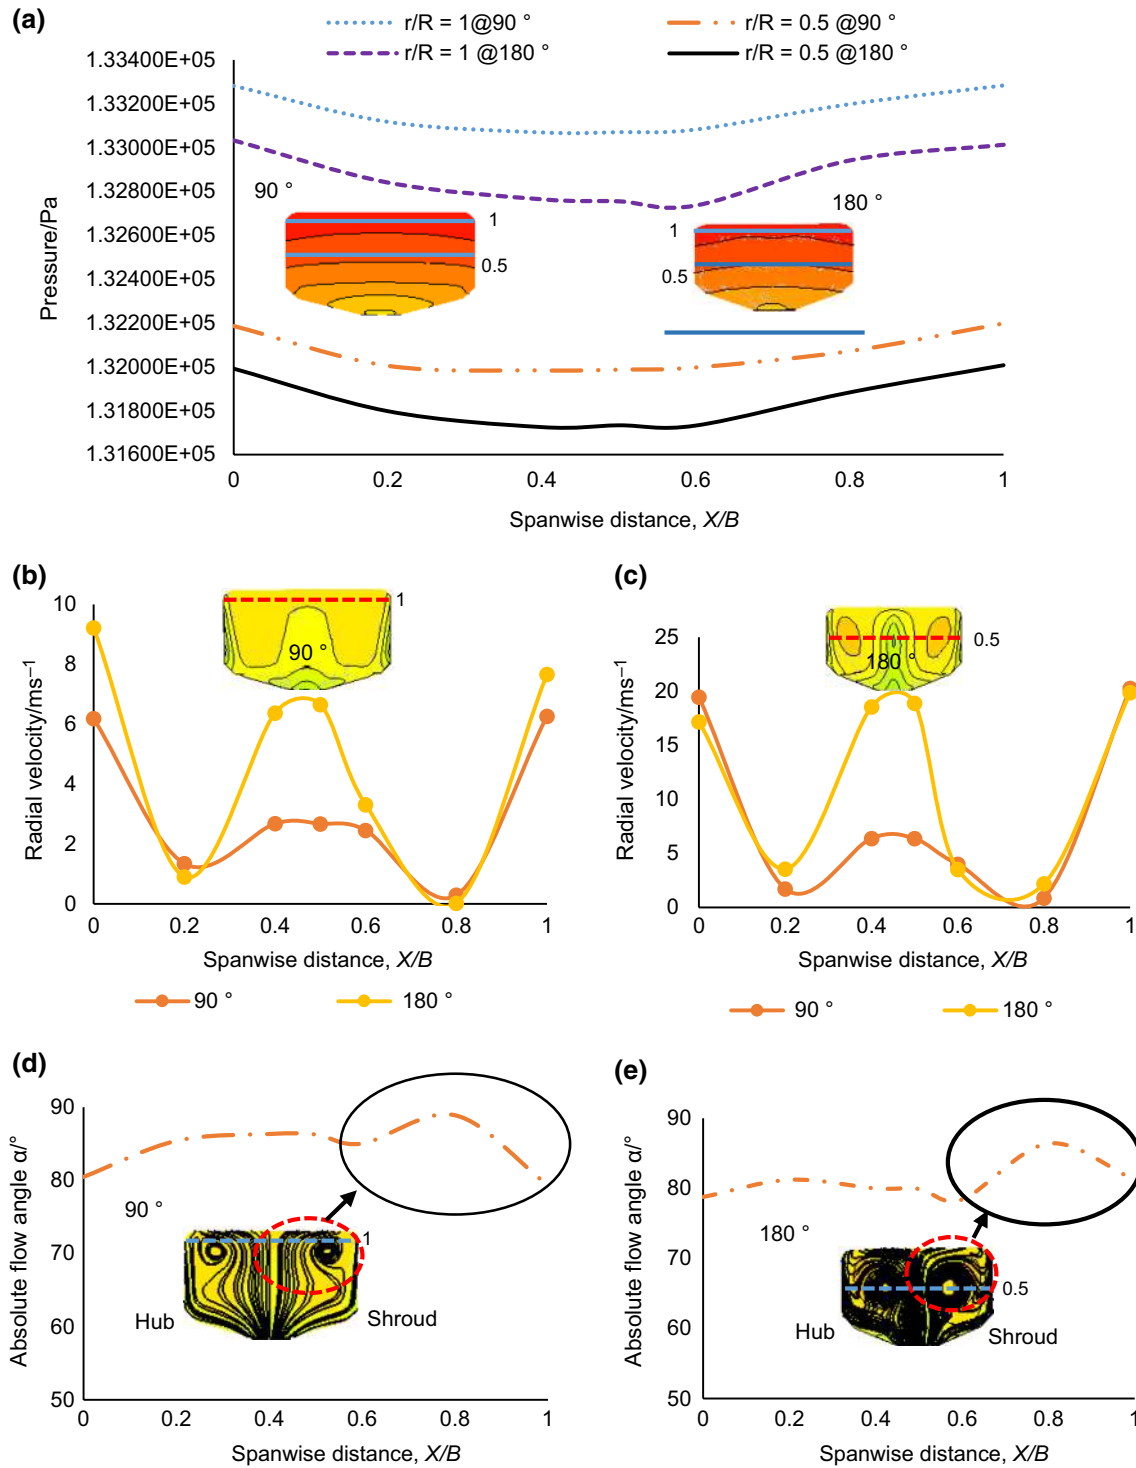 (a)
r/R = 1@90 °
r/R = 0.5 @90 °
r/R = 1 @180 °
r/R = 0.5 @180 °
1.33400E+05
1.33200E+05
1.33000E+05
1.32800E+05
1.32600E+05
1.32400E+05
1.32200E+05
1.32000E+05
1.31800E+05
1.31600E+05
Pressure/Pa
90 °
1
0.5
180 °
1
0.5
0 0.2 0.4 0.6 0.8 1
Spanwise distance, X/B
(b)
10
8
6
4
2
0
Radial velocity/ms⁻¹
1
90 °
0 0.2 0.4 0.6 0.8 1
Spanwise distance, X/B
90 ° 180 °
(c)
25
20
15
10
5
0
Radial velocity/ms⁻¹
0.5
180 °
0 0.2 0.4 0.6 0.8 1
Spanwise distance, X/B
90 ° 180 °
(d)
90
80
70
60
50
Absolute flow angle α/°
90 °
1
Hub
Shroud
0 0.2 0.4 0.6 0.8 1
Spanwise distance, X/B
(e)
90
80
70
60
50
Absolute flow angle α/°
180 °
0.5
Hub
Shroud
0 0.2 0.4 0.6 0.8 1
Spanwise distance, X/B